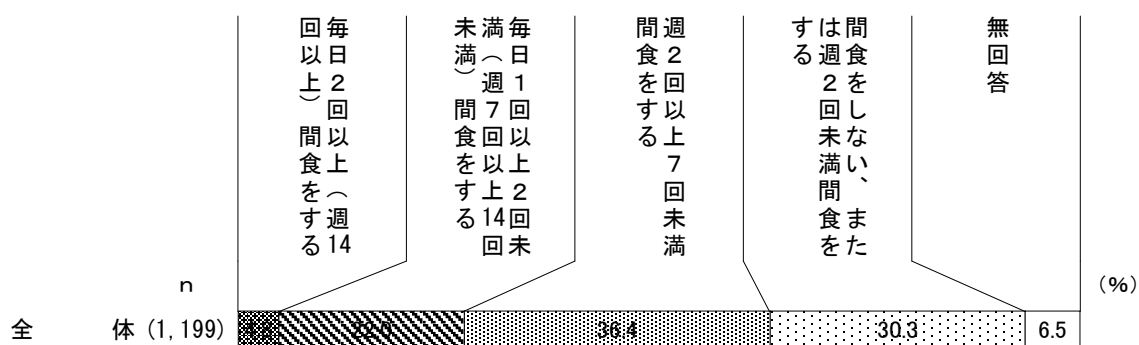 毎日２回以上（週14
回以上）間食をする
毎日１回以上２回未
満（週７回以上14回
未満）間食をする
週２回以上７回未満
間食をする
間食をしない、また
は週２回未満間食を
する
無回答
ｎ
(%)
全　体 (1,199) 4.8 22.0 36.4 30.3 6.5